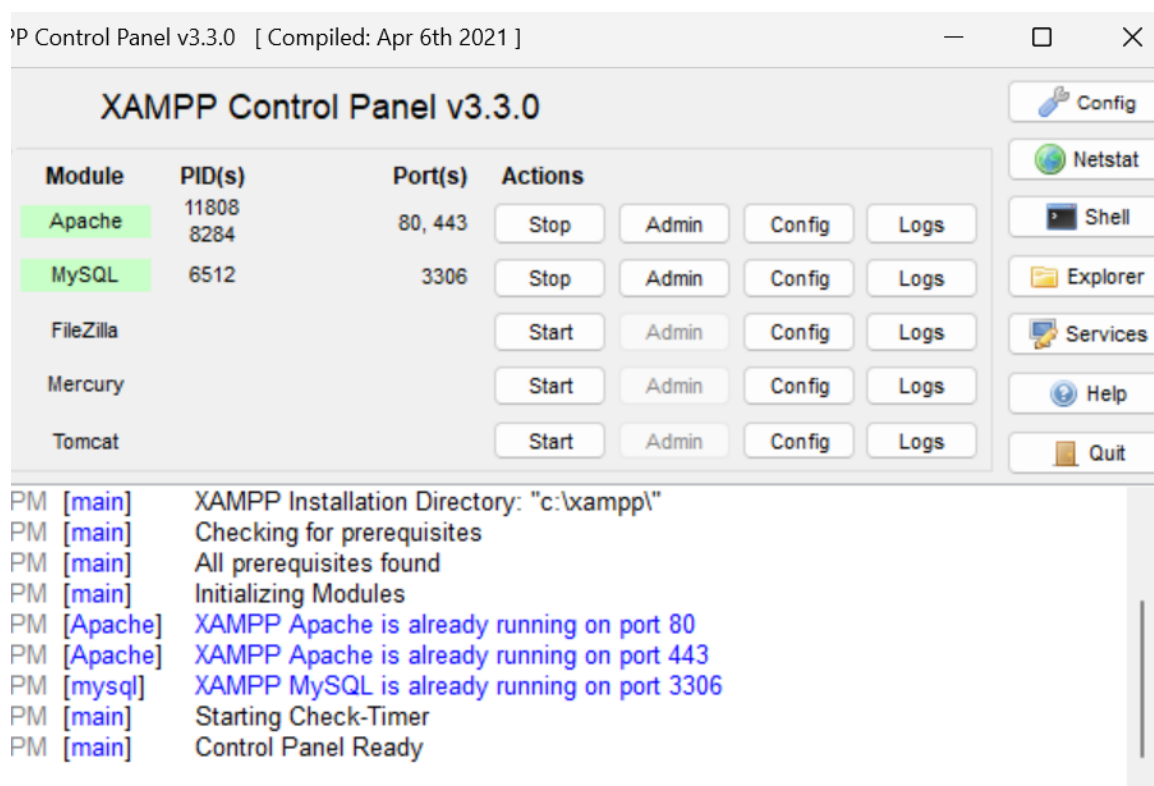 PP Control Panel v3.3.0 [ Compiled: Apr 6th 2021 ]
XAMPP Control Panel v3.3.0
Config
Netstat
Module PID(s) Port(s) Actions
Apache 11808 8284 80, 443 Stop Admin Config Logs
Shell
MySQL 6512 3306 Stop Admin Config Logs
Explorer
FileZilla Start Admin Config Logs
Services
Mercury Start Admin Config Logs
Help
Tomcat Start Admin Config Logs
Quit
PM [main] XAMPP Installation Directory: "c:\xampp\"
PM [main] Checking for prerequisites
PM [main] All prerequisites found
PM [main] Initializing Modules
PM [Apache] XAMPP Apache is already running on port 80
PM [Apache] XAMPP Apache is already running on port 443
PM [mysql] XAMPP MySQL is already running on port 3306
PM [main] Starting Check-Timer
PM [main] Control Panel Ready